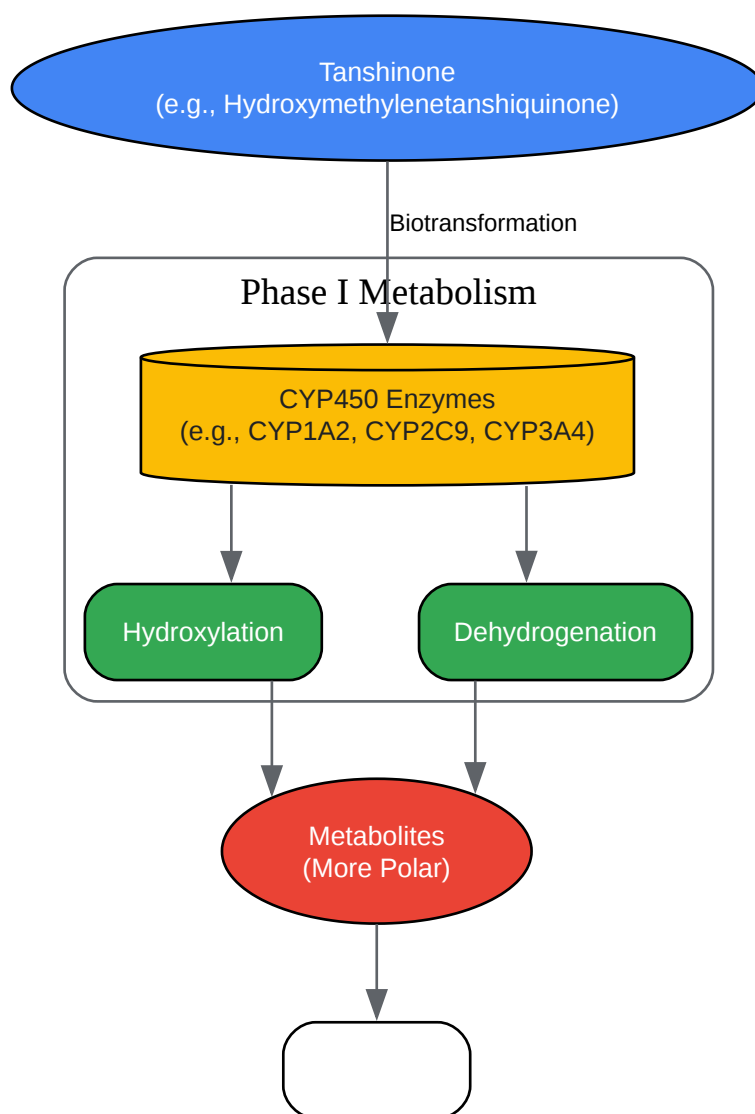 Tanshinone
(e.g., Hydroxymethylenetanshiquinone)
Biotransformation
Phase I Metabolism
CYP450 Enzymes
(e.g., CYP1A2, CYP2C9, CYP3A4)
Hydroxylation
Dehydrogenation
Metabolites
(More Polar)